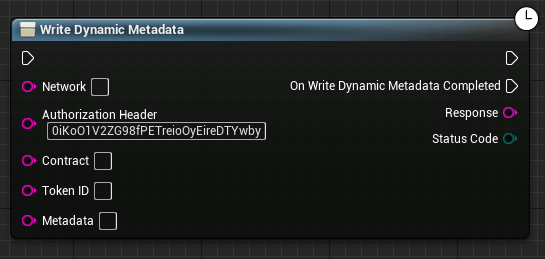 Write Dynamic Metadata
Network
On Write Dynamic Metadata Completed
Authorization Header
0iKoO1V2ZG98fPETreioOyEireDTYwby
Response
Status Code
Contract
Token ID
Metadata